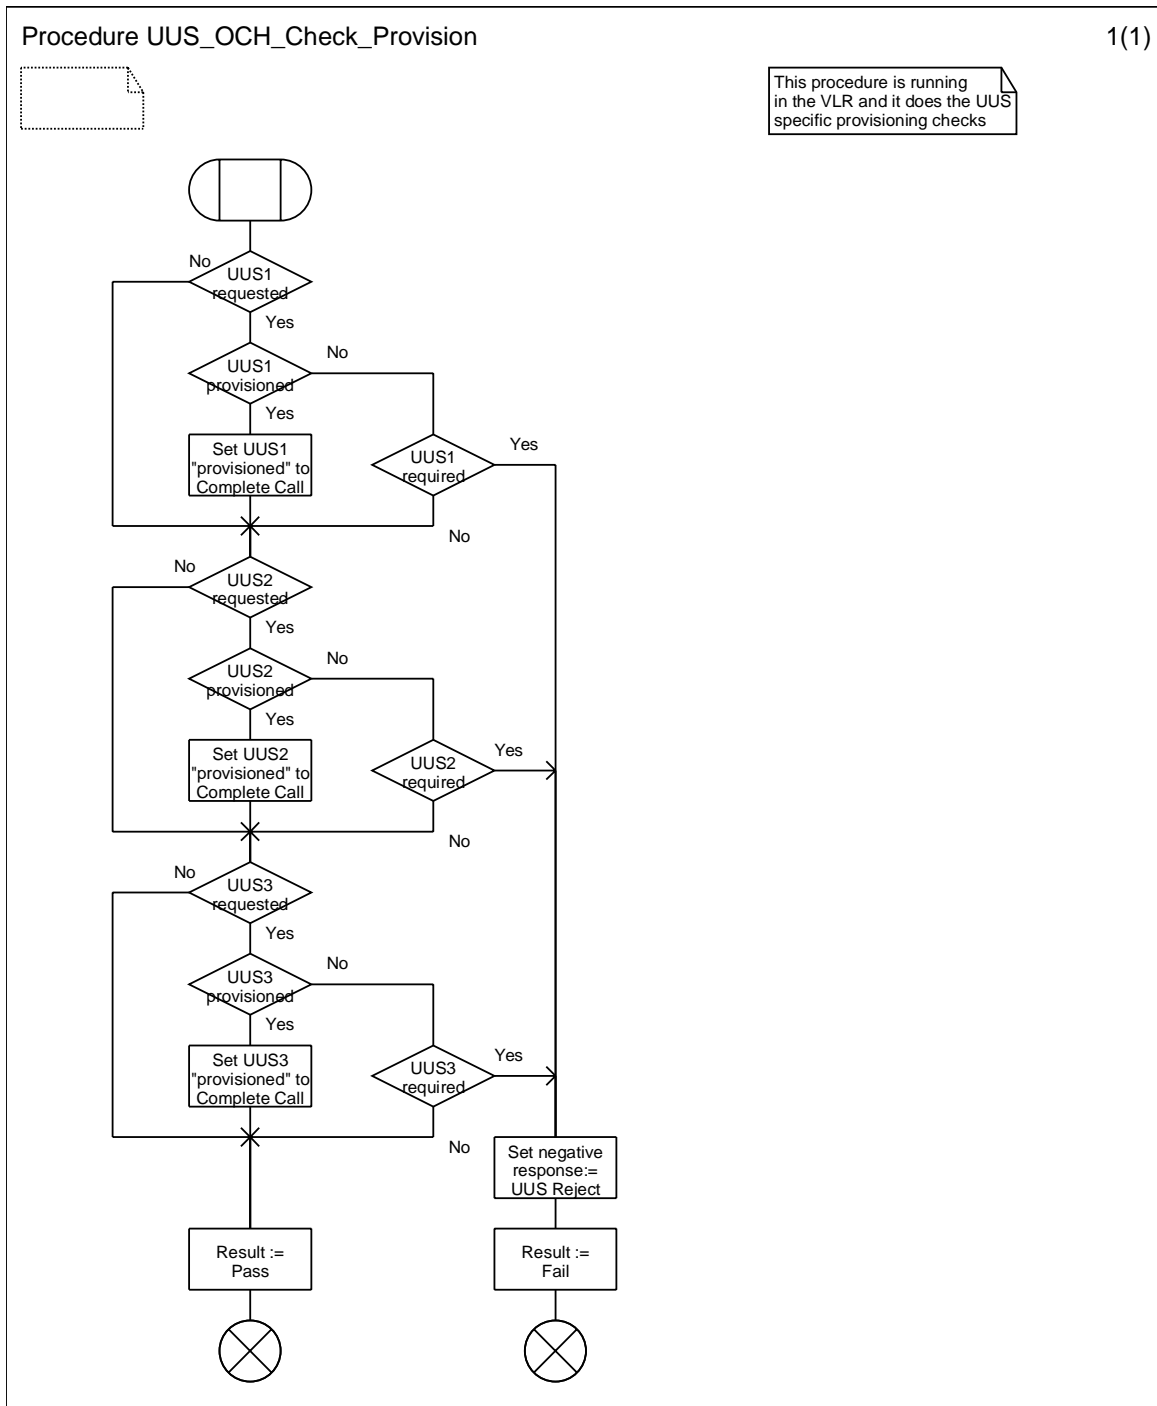 Procedure UUS_OCH_Check_Provision
1(1)
This procedure is running
in the VLR and it does the UUS
specific provisioning checks
No
UUS1
requested
Yes
No
UUS1
provisioned
Yes
Set UUS1
"provisioned" to
Complete Call
UUS1
required
Yes
No
No
UUS2
requested
Yes
No
UUS2
provisioned
Yes
Set UUS2
"provisioned" to
Complete Call
UUS2
required
Yes
No
No
UUS3
requested
Yes
No
UUS3
provisioned
Yes
Set UUS3
"provisioned" to
Complete Call
UUS3
required
Yes
No
Set negative
response:=
UUS Reject
Result :=
Pass
Result :=
Fail